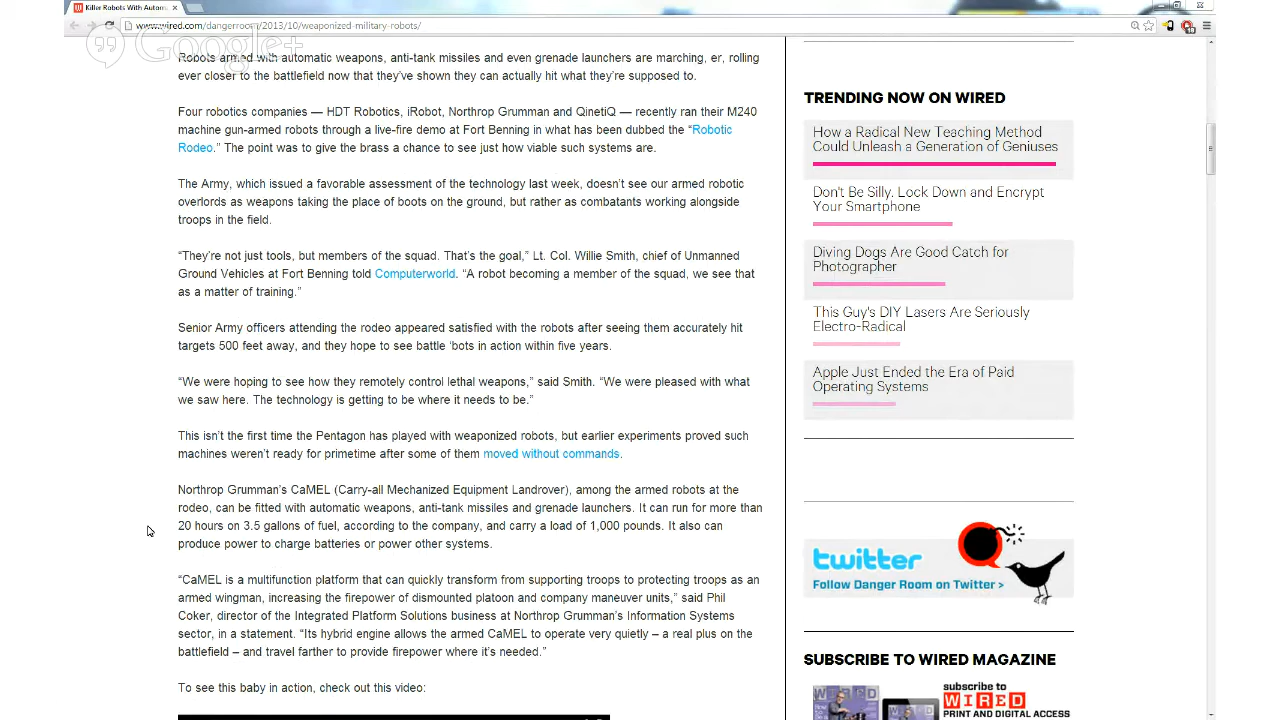 Killer Robots With Autom
www.wired.com/dangerroom/2013/10/weaponized-military-robots/
Google+
Robots armed with automatic weapons, anti-tank missiles and even grenade launchers are marching, er, rolling
ever closer to the battlefield now that they've shown they can actually hit what they're supposed to.
Four robotics companies — HDT Robotics, iRobot, Northrop Grumman and QinetiQ — recently ran their M240
machine gun-armed robots through a live-fire demo at Fort Benning in what has been dubbed the “Robotic
Rodeo.” The point was to give the brass a chance to see just how viable such systems are.
The Army, which issued a favorable assessment of the technology last week, doesn't see our armed robotic
overlords as weapons taking the place of boots on the ground, but rather as combatants working alongside
troops in the field.
“They're not just tools, but members of the squad. That's the goal,” Lt. Col. Willie Smith, chief of Unmanned
Ground Vehicles at Fort Benning told Computerworld. “A robot becoming a member of the squad, we see that
as a matter of training.”
Senior Army officers attending the rodeo appeared satisfied with the robots after seeing them accurately hit
targets 500 feet away, and they hope to see battle ‘bots in action within five years.
“We were hoping to see how they remotely control lethal weapons,” said Smith. “We were pleased with what
we saw here. The technology is getting to be where it needs to be.”
This isn't the first time the Pentagon has played with weaponized robots, but earlier experiments proved such
machines weren't ready for primetime after some of them moved without commands.
Northrop Grumman's CaMEL (Carry-all Mechanized Equipment Landrover), among the armed robots at the
rodeo, can be fitted with automatic weapons, anti-tank missiles and grenade launchers. It can run for more than
20 hours on 3.5 gallons of fuel, according to the company, and carry a load of 1,000 pounds. It also can
produce power to charge batteries or power other systems.
“CaMEL is a multifunction platform that can quickly transform from supporting troops to protecting troops as an
armed wingman, increasing the firepower of dismounted platoon and company maneuver units,” said Phil
Coker, director of the Integrated Platform Solutions business at Northrop Grumman's Information Systems
sector, in a statement. “Its hybrid engine allows the armed CaMEL to operate very quietly – a real plus on the
battlefield – and travel farther to provide firepower where it's needed.”
To see this baby in action, check out this video:
TRENDING NOW ON WIRED
How a Radical New Teaching Method
Could Unleash a Generation of Geniuses
Don't Be Silly. Lock Down and Encrypt
Your Smartphone
Diving Dogs Are Good Catch for
Photographer
This Guy's DIY Lasers Are Seriously
Electro-Radical
Apple Just Ended the Era of Paid
Operating Systems
twitter
Follow Danger Room on Twitter >
SUBSCRIBE TO WIRED MAGAZINE
subscribe to
WIRED
PRINT AND DIGITAL ACCESS
WIRED